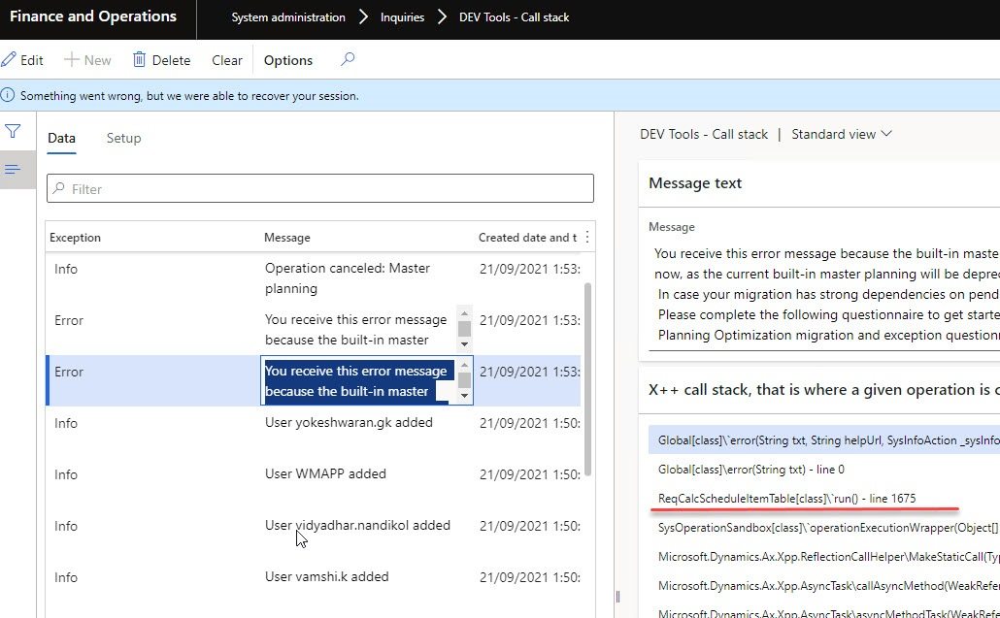 Finance and Operations
System administration > Inquiries > DEV Tools - Call stack
Edit New Delete Clear Options
Something went wrong, but we were able to recover your session.
Data Setup
Filter
Exception Message Created date and t
Info Operation canceled: Master planning 21/09/2021 1:53:
Error You receive this error message because the built-in master 21/09/2021 1:53:
Error You receive this error message because the built-in master 21/09/2021 1:53:
Info User yokeshwaran.gk added 21/09/2021 1:50:
Info User WMAPP added 21/09/2021 1:50:
Info User vidyadhar.nandikol added 21/09/2021 1:50:
Info User vamshi.k added 21/09/2021 1:50:
DEV Tools - Call stack | Standard view
Message text
Message
You receive this error message because the built-in maste
now, as the current built-in master planning will be depre
In case your migration has strong dependencies on pend
Please complete the following questionnaire to get starte
Planning Optimization migration and exception question
X++ call stack, that is where a given operation is c
Global[class]\`error(String txt, String helpUrl, SysInfoAction _sysInfo
Global[class]\error(String txt) - line 0
ReqCalcScheduleItemTable[class]\`run() - line 1675
SysOperationSandbox[class]\`operationExecutionWrapper(Object[]
Microsoft.Dynamics.Ax.Xpp.ReflectionCallHelper\MakeStaticCall(Typ
Microsoft.Dynamics.Ax.Xpp.AsyncTask\callAsyncMethod(WeakRefer
Microsoft.Dynamics.Ax.Xpp.AsyncTask\asyncMethodTask(WeakRefe